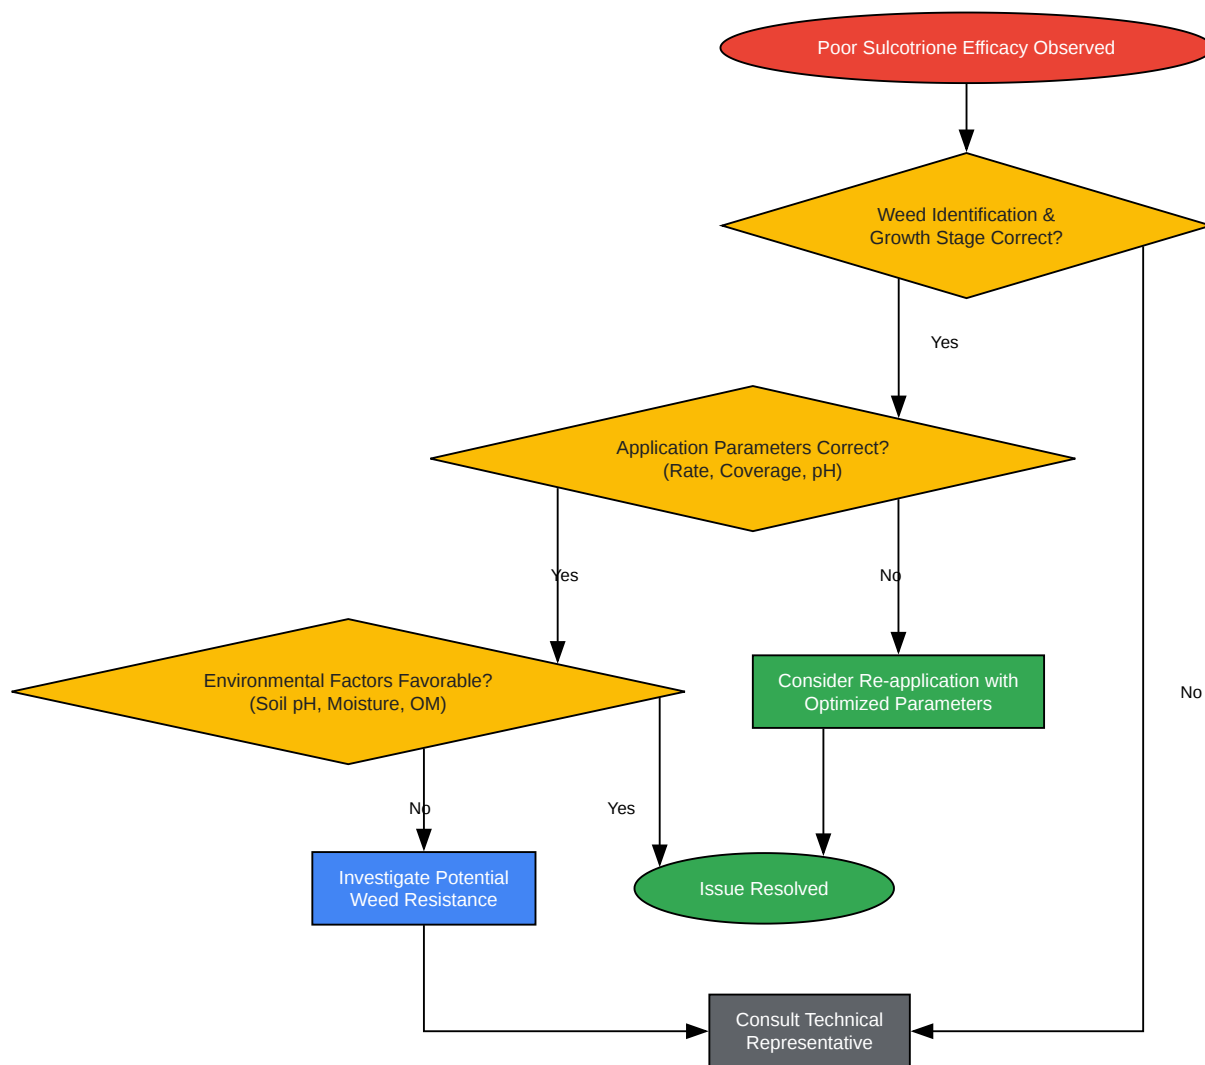 Poor Sulcotrione Efficacy Observed
Weed Identification &
Growth Stage Correct?
Yes
Application Parameters Correct?
(Rate, Coverage, pH)
Yes
No
Environmental Factors Favorable?
(Soil pH, Moisture, OM)
Consider Re-application with
Optimized Parameters
No
No
Yes
Investigate Potential
Weed Resistance
Issue Resolved
Consult Technical
Representative